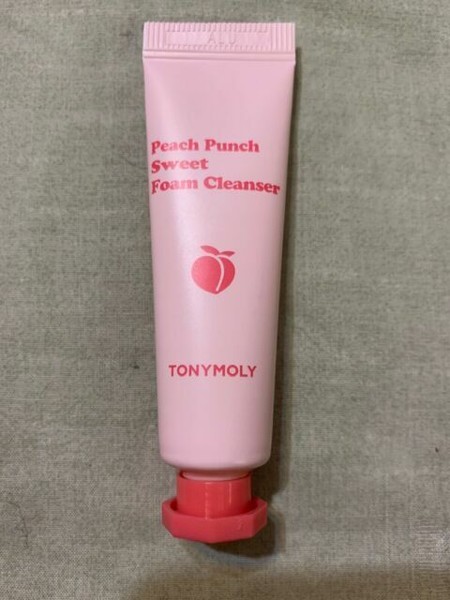 Peach Punch
Sweet
Foam Cleanser
TONYMOLY